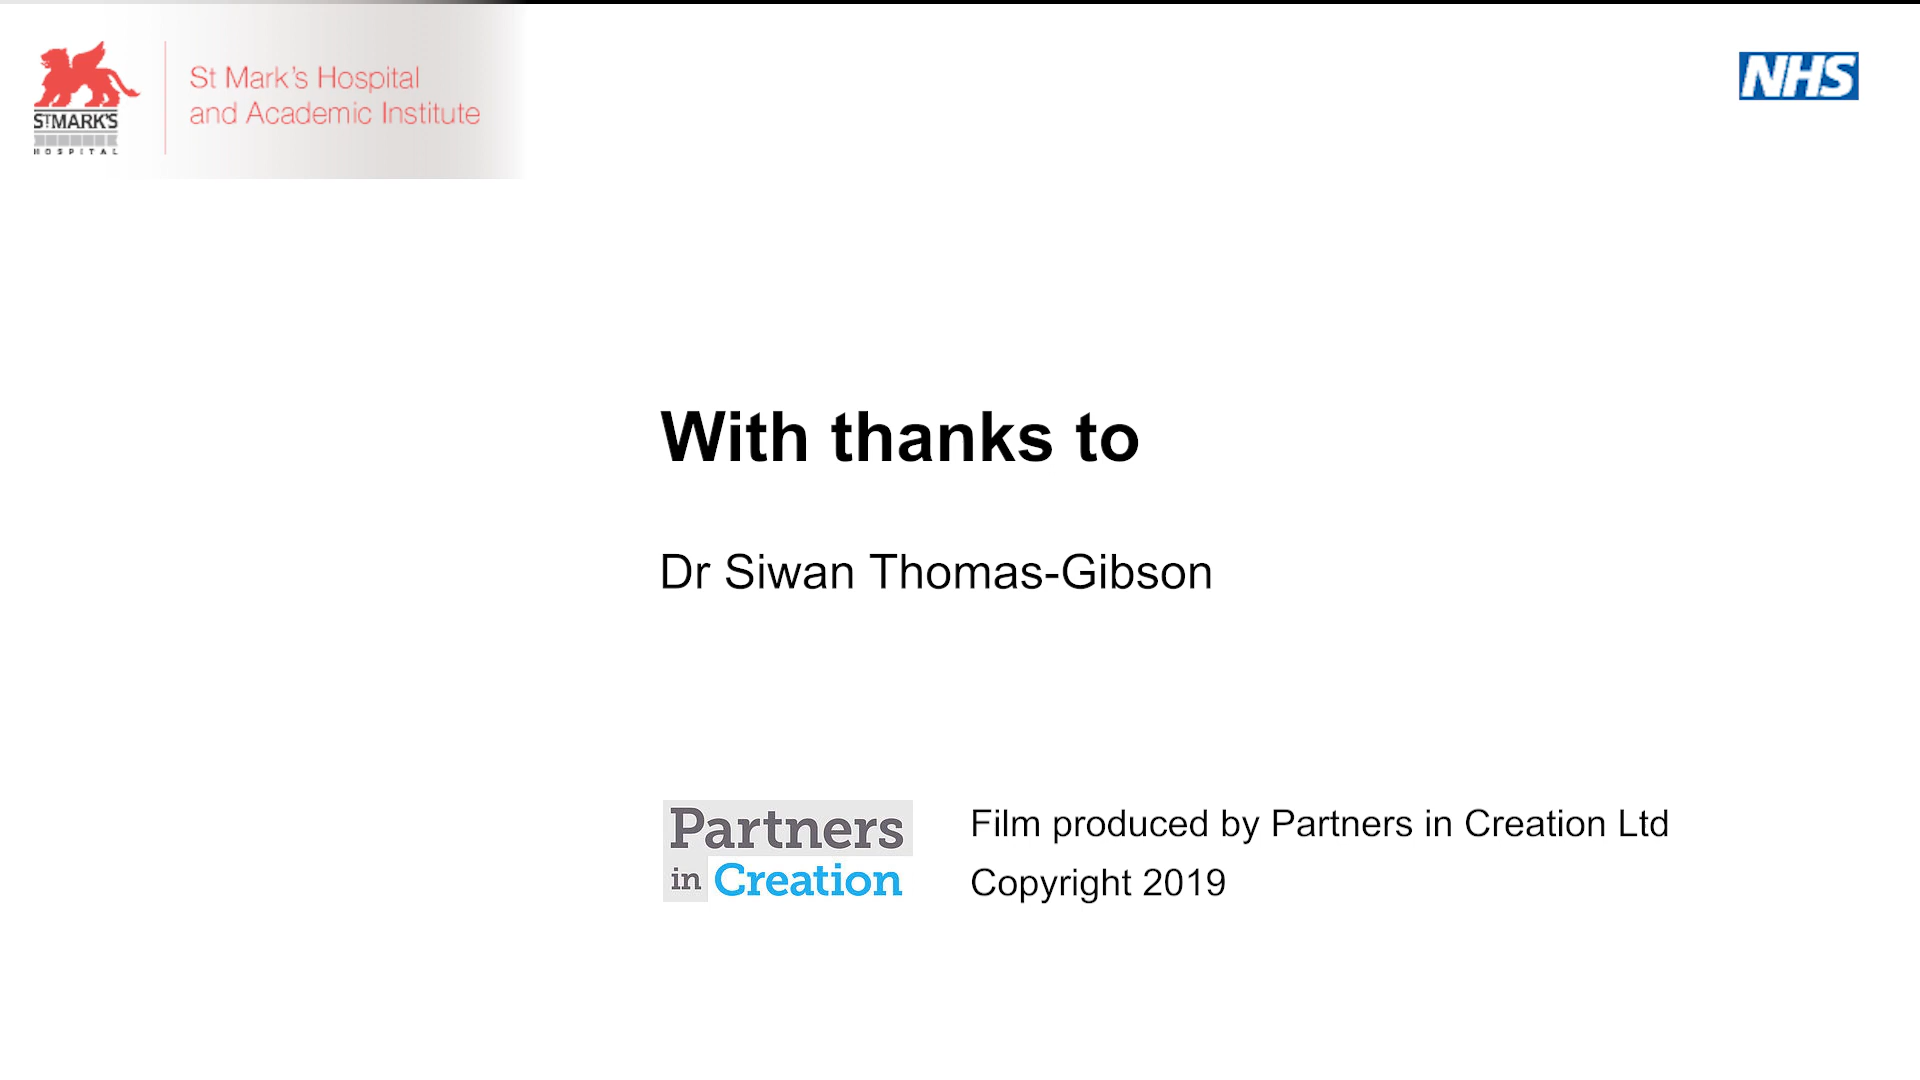 St Mark's Hospital
and Academic Institute
ST MARK'S
HOSPITAL
NHS
With thanks to
Dr Siwan Thomas-Gibson
Partners
in Creation
Film produced by Partners in Creation Ltd
Copyright 2019